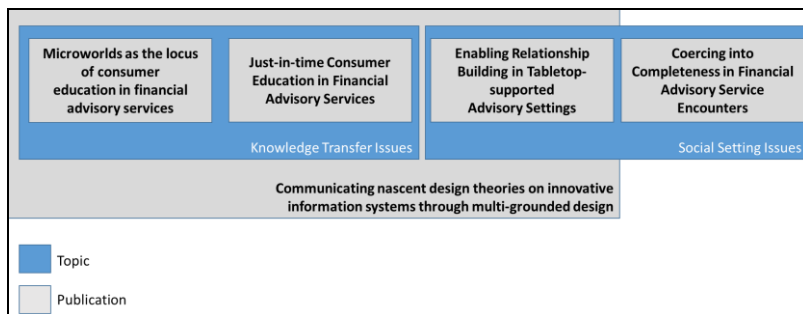 Microworlds as the locus
of consumer
education in financial
advisory services
Just-in-time Consumer
Education in Financial
Advisory Services
Enabling Relationship
Building in Tabletop-
supported
Advisory Settings
Coercing into
Completeness in Financial
Advisory Service
Encounters
Knowledge Transfer Issues
Social Setting Issues
Communicating nascent design theories on innovative
information systems through multi-grounded design
Topic
Publication